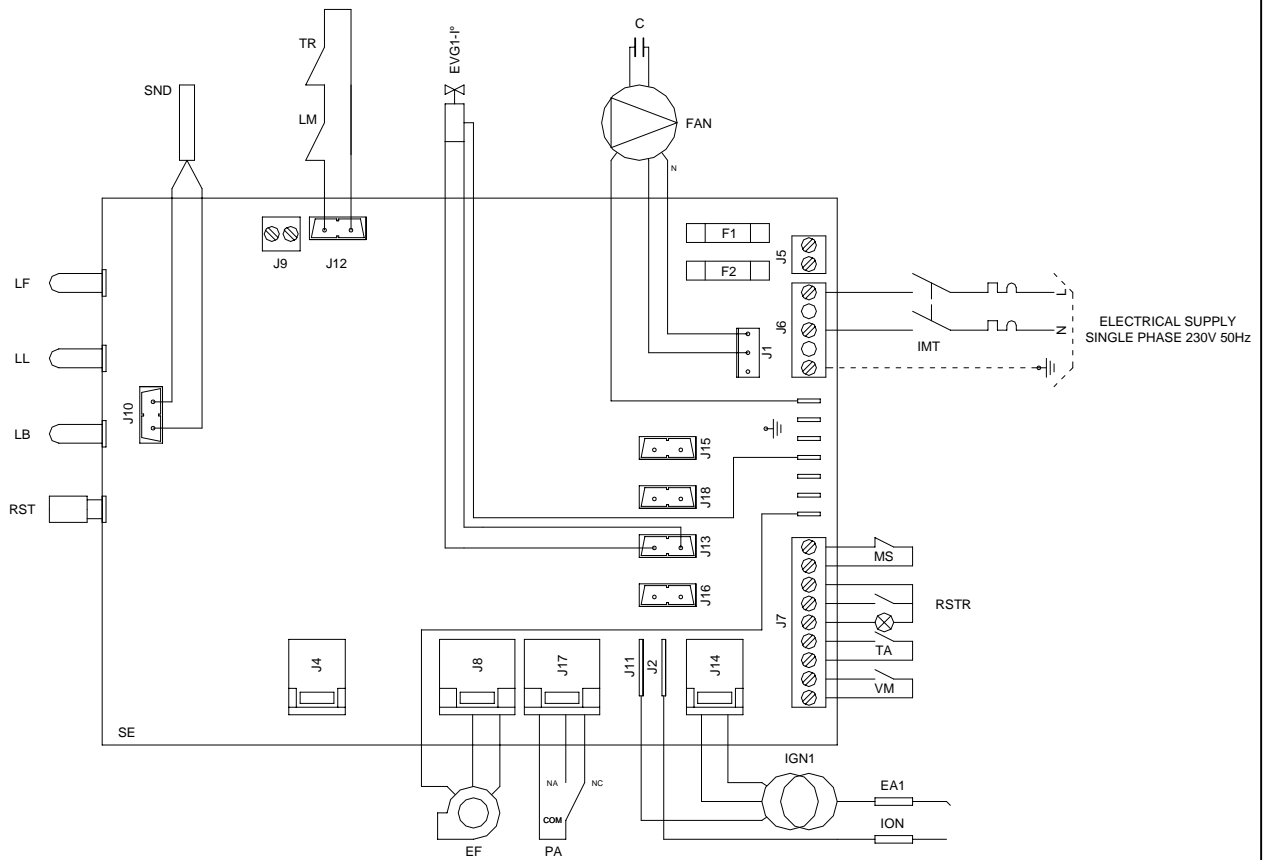 C
TR
EVG1-I°
SND
LM
FAN
N
F1
J5
J9
J12
F2
LF
L
J6
ELECTRICAL SUPPLY
SINGLE PHASE 230V 50Hz
N
IMT
J1
LL
J10
LB
J15
J18
RST
J13
MS
J16
RSTR
J7
TA
J4
J8
J17
J11
J2
J14
VM
SE
IGN1
NA
NC
EA1
COM
ION
EF
PA